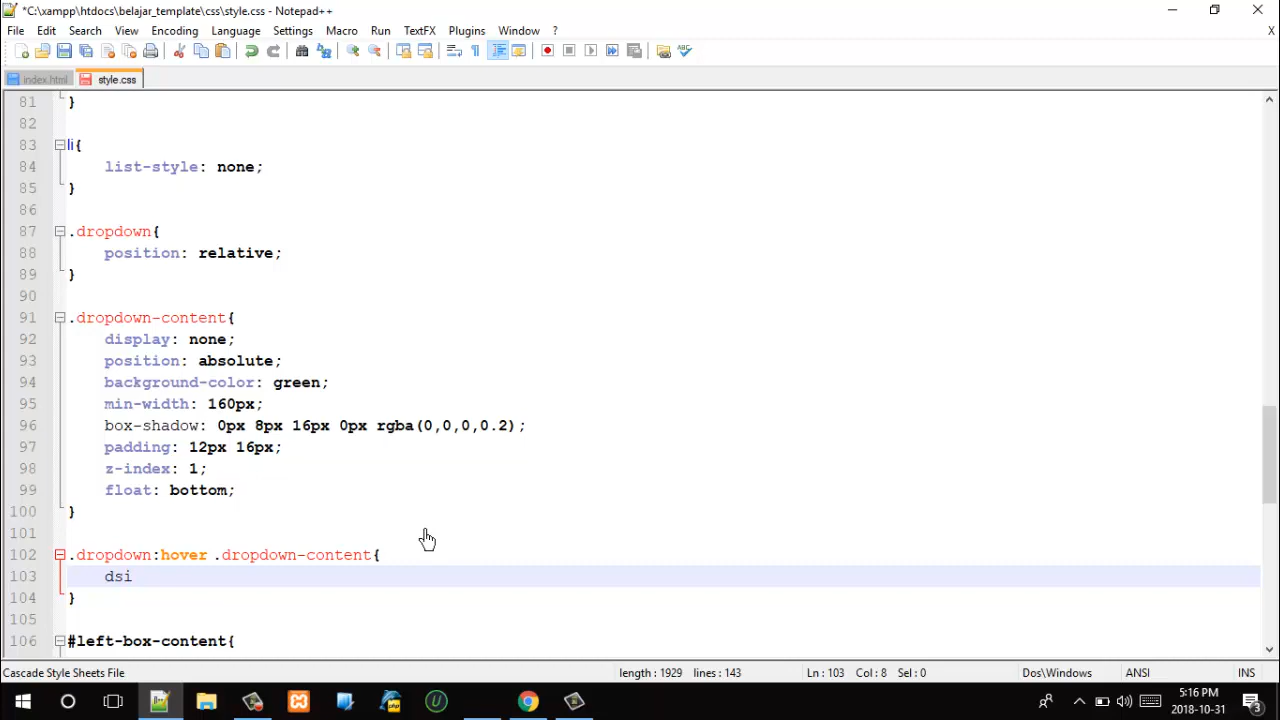 *C:\xampp\htdocs\belajar_template\css\style.css - Notepad++
File Edit Search View Encoding Language Settings Macro Run TextFX Plugins Window ? X
index.html style.css
81 }
82
83 li{
84 list-style: none;
85 }
86
87 .dropdown{
88 position: relative;
89 }
90
91 .dropdown-content{
92 display: none;
93 position: absolute;
94 background-color: green;
95 min-width: 160px;
96 box-shadow: 0px 8px 16px 0px rgba(0,0,0,0.2);
97 padding: 12px 16px;
98 z-index: 1;
99 float: bottom;
100 }
101
102 .dropdown:hover .dropdown-content{
103 dsi
104 }
105
106 #left-box-content{
Cascade Style Sheets File length : 1929 lines : 143 Ln : 103 Col : 8 Sel : 0 Dos\Windows ANSI INS
5:16 PM
2018-10-31
3